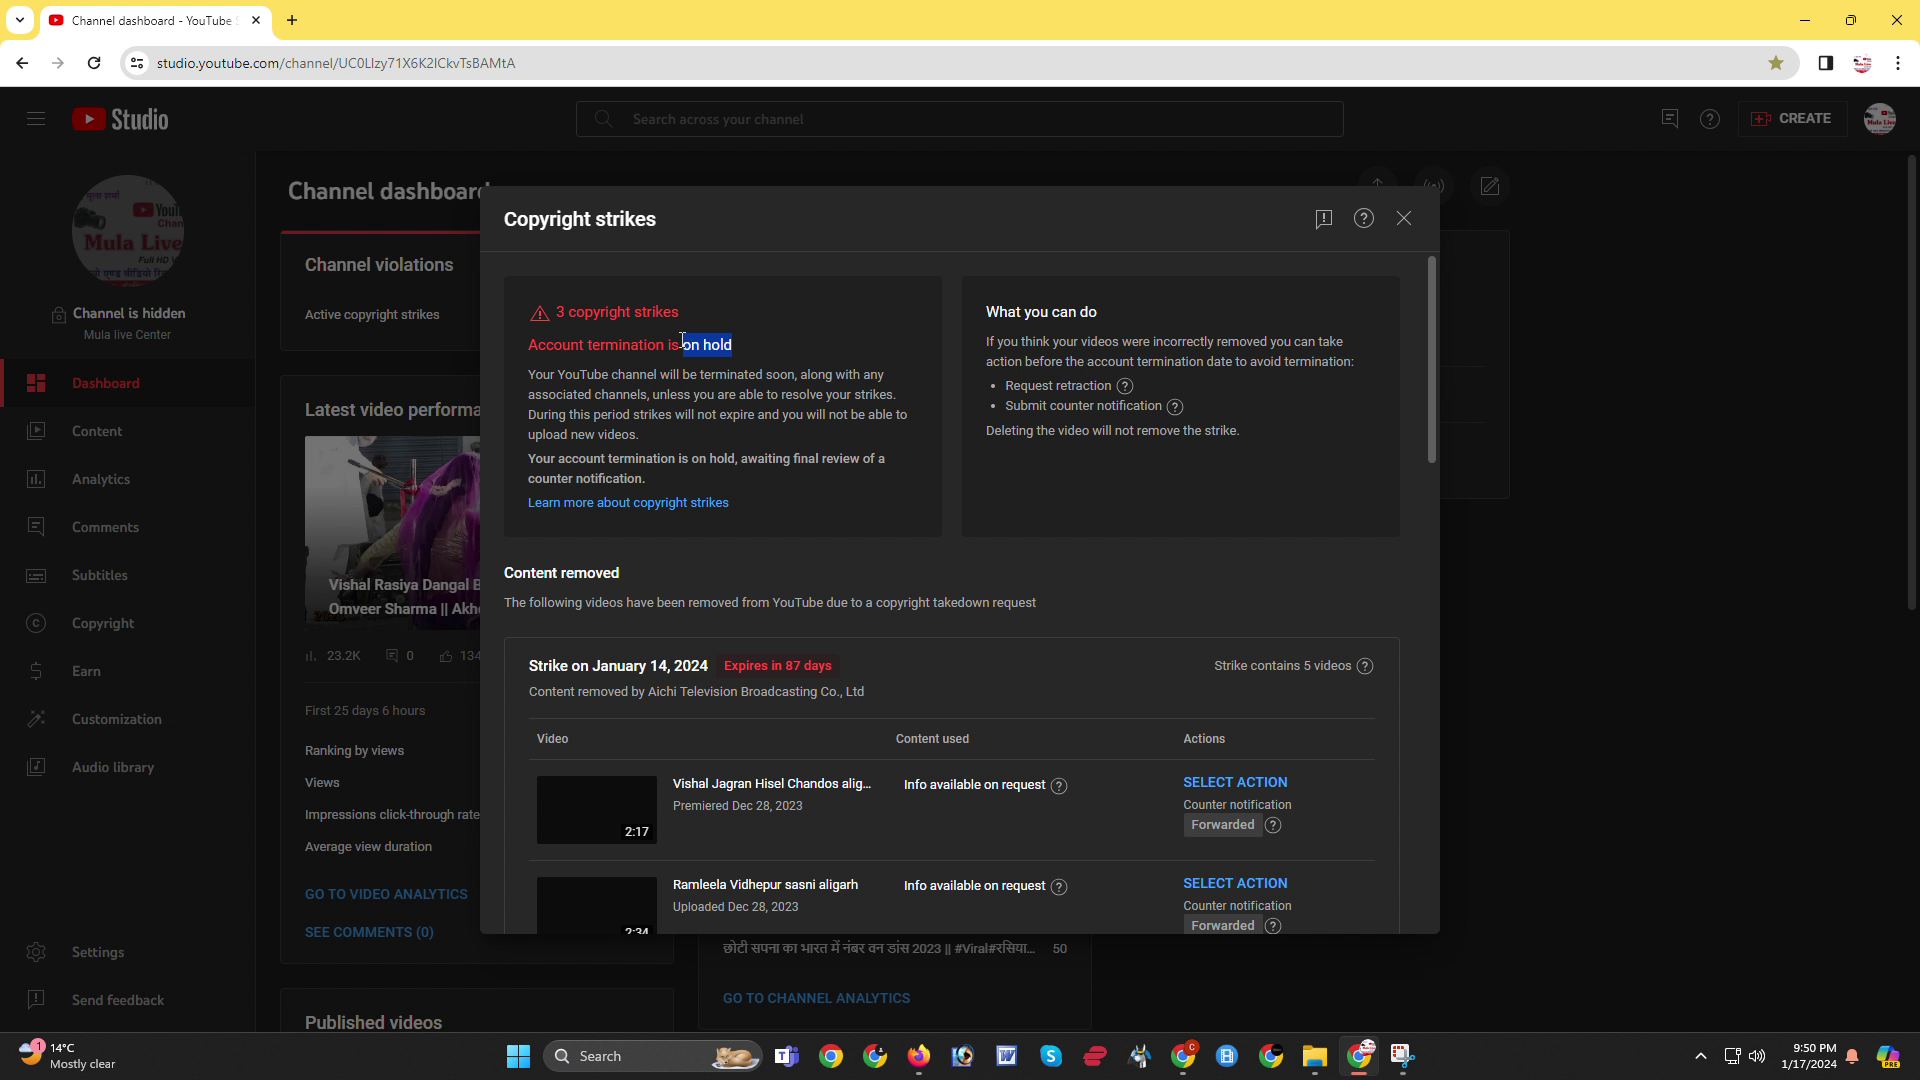 Channel dashboard - YouTube S
studio.youtube.com/channel/UC0LIzy71X6K2ICkvTsBAMtA
Studio
Search across your channel
CREATE
Mula Live
Channel is hidden
Mula live Center
Dashboard
Content
Analytics
Comments
Subtitles
Copyright
Earn
Customization
Audio library
Settings
Send feedback
Channel dashboard
Channel violations
Active copyright strikes
Latest video performa
Vishal Rasiya Dangal B
Omveer Sharma || Akh
23.2K 0 134
First 25 days 6 hours
Ranking by views
Views
Impressions click-through rate
Average view duration
GO TO VIDEO ANALYTICS
SEE COMMENTS (0)
Published videos
Copyright strikes
3 copyright strikes
Account termination is on hold
Your YouTube channel will be terminated soon, along with any
associated channels, unless you are able to resolve your strikes.
During this period strikes will not expire and you will not be able to
upload new videos.
Your account termination is on hold, awaiting final review of a
counter notification.
Learn more about copyright strikes
What you can do
If you think your videos were incorrectly removed you can take
action before the account termination date to avoid termination:
• Request retraction
• Submit counter notification
Deleting the video will not remove the strike.
Content removed
The following videos have been removed from YouTube due to a copyright takedown request
Strike on January 14, 2024 Expires in 87 days Strike contains 5 videos
Content removed by Aichi Television Broadcasting Co., Ltd
Video Content used Actions
2:17
Vishal Jagran Hisel Chandos alig...
Premiered Dec 28, 2023
Info available on request
SELECT ACTION
Counter notification
Forwarded
2:34
Ramleela Vidhepur sasni aligarh
Uploaded Dec 28, 2023
Info available on request
SELECT ACTION
Counter notification
Forwarded
छोटी सपना का भारत में नंबर वन डांस 2023 || #Viral#रसिया... 50
GO TO CHANNEL ANALYTICS
1
14°C
Mostly clear
Search
9:50 PM
1/17/2024